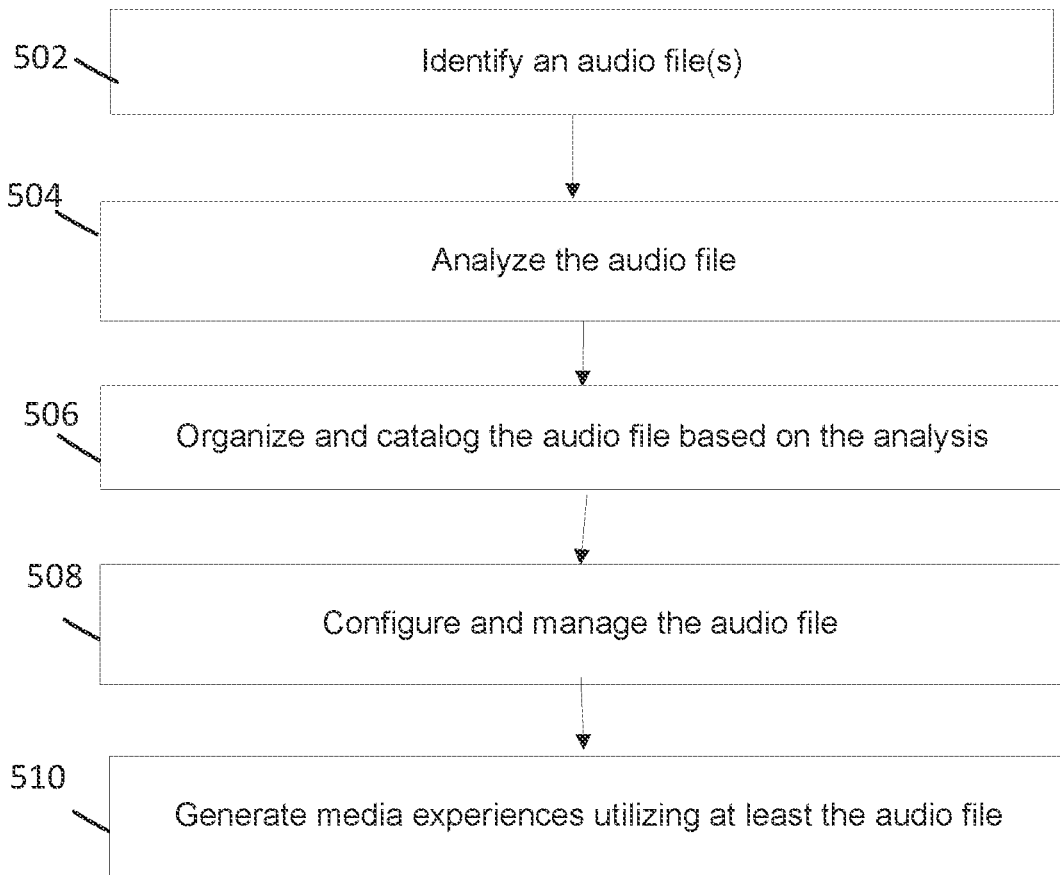 502
Identify an audio file(s)
504
Analyze the audio file
506
Organize and catalog the audio file based on the analysis
508
Configure and manage the audio file
510
Generate media experiences utilizing at least the audio file